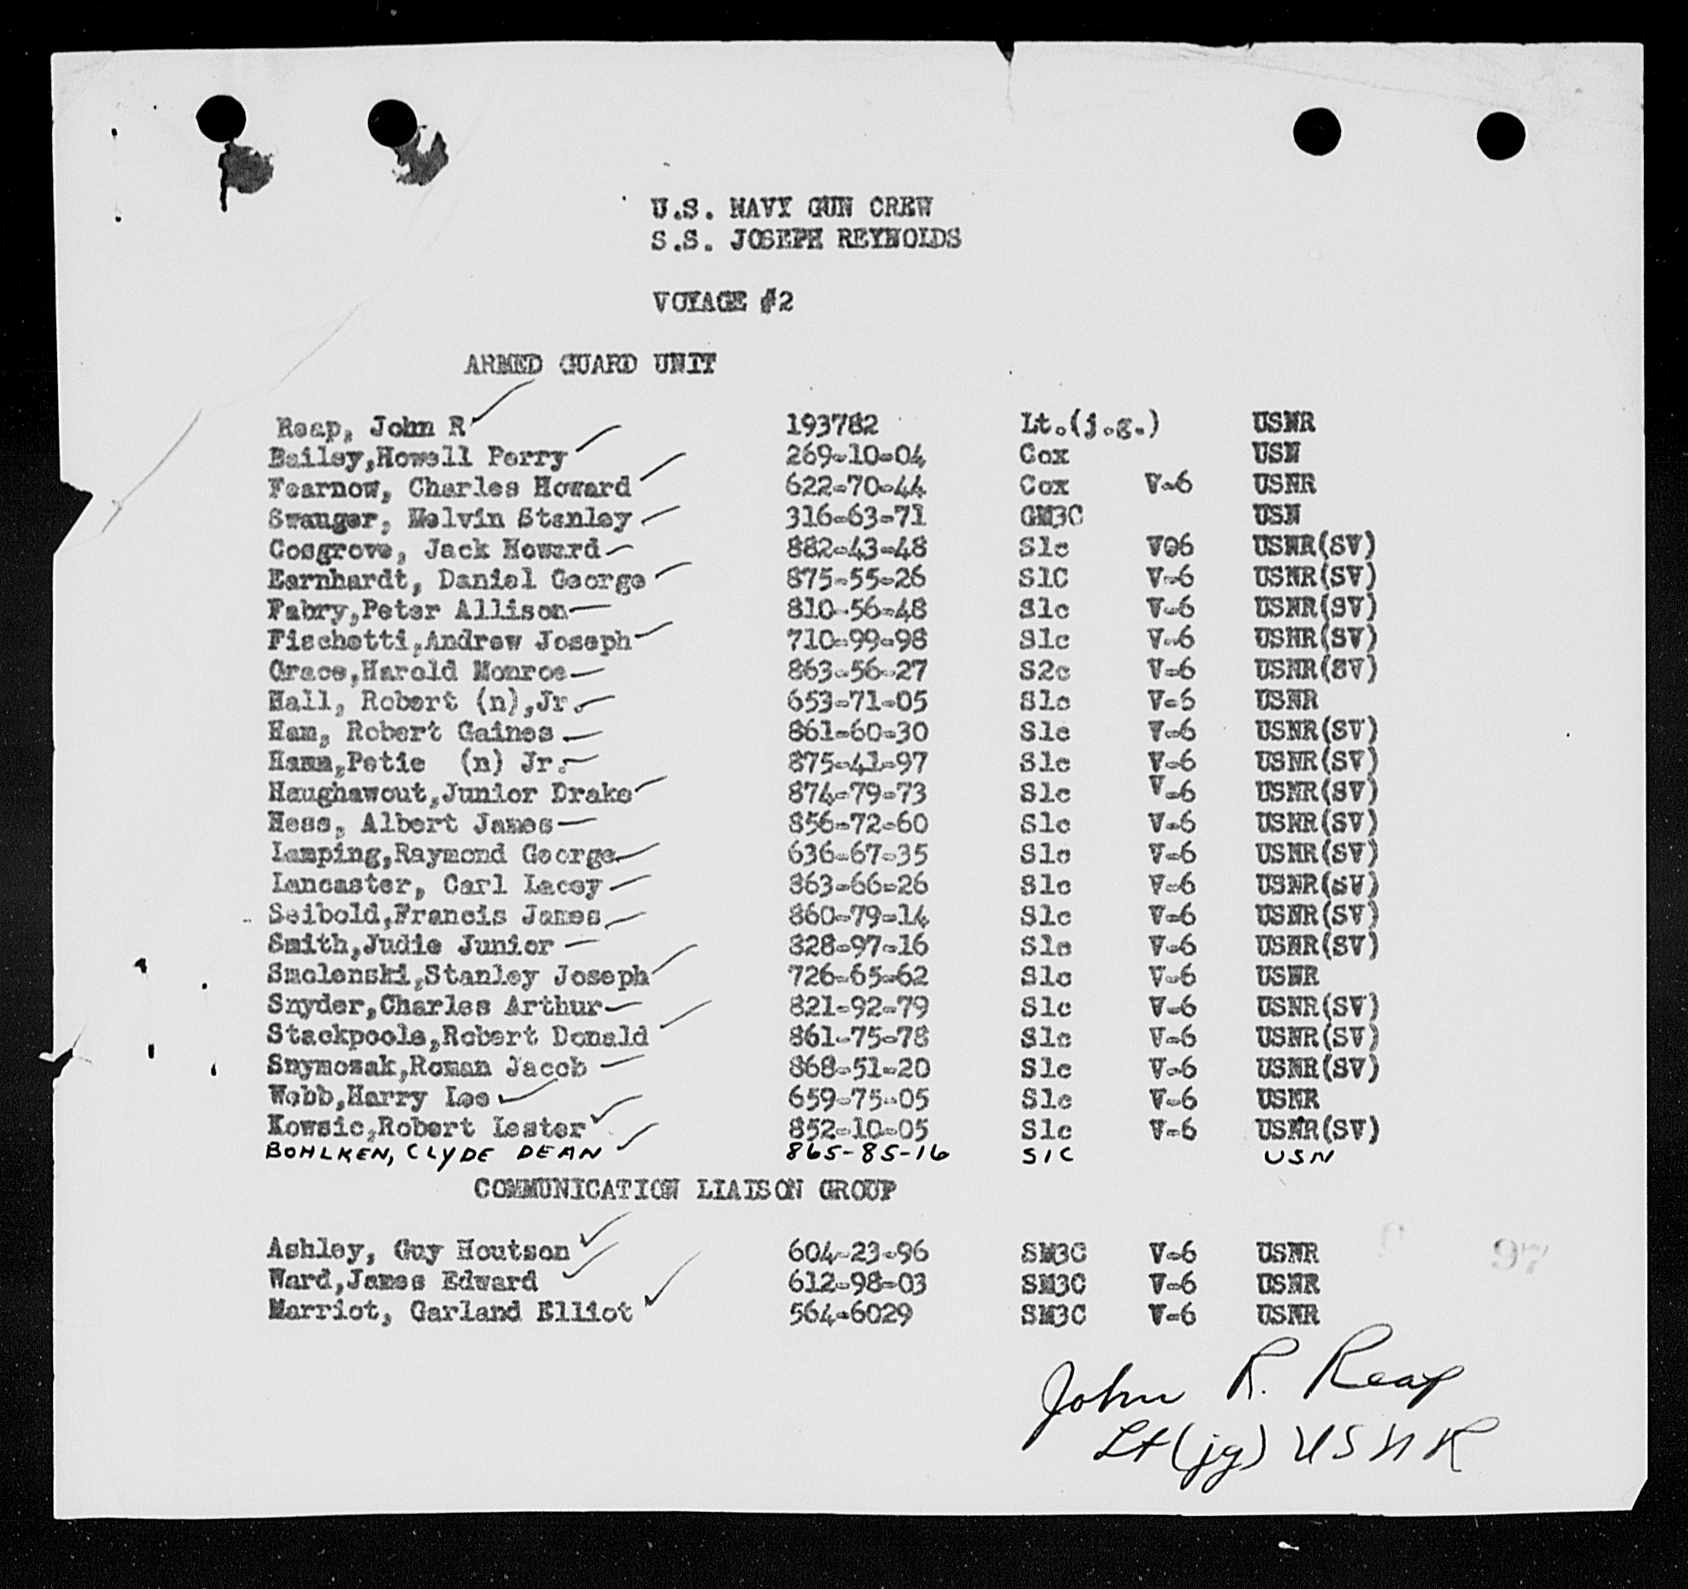 U.S. NAVY GUN CREW
S.S. JOSEPH REYNOLDS
VOYAGE #2
ARMED GUARD UNIT
Reap, John R 193782 Lt.(j.g.) USNR
Bailey,Howell Perry 269-10-04 Cox USN
Fearnow, Charles Howard 622-70-44 Cox V-6 USNR
Swanger, Melvin Stanley 316-63-71 GM3C USN
Cosgrove, Jack Howard 882-43-48 S1c V06 USNR(SV)
Earnhardt, Daniel George 875-55-26 S1C V-6 USNR(SV)
Fabry,Peter Allison 810-56-48 S1c V-6 USNR(SV)
Fischetti,Andrew Joseph 710-99-98 S1c V-6 USNR(SV)
Grace,Harold Monroe 863-56-27 S2c V-6 USNR(SV)
Hall, Robert (n),Jr. 653-71-05 S1c V-6 USNR
Ham, Robert Gaines 861-60-30 S1c V-6 USNR(SV)
Hamm,Petie (n) Jr. 875-41-97 S1c V-6 USNR(SV)
Haughawout,Junior Drake 874-79-73 S1c V-6 USNR(SV)
Hess, Albert James 856-72-60 S1c V-6 USNR(SV)
Lamping,Raymond George 636-67-35 S1c V-6 USNR(SV)
Lancaster, Carl Lacey 863-66-26 S1c V-6 USNR(SV)
Seibold,Francis James 860-79-14 S1c V-6 USNR(SV)
Smith,Judie Junior 828-97-16 S1c V-6 USNR(SV)
Smolenski,Stanley Joseph 726-65-62 S1c V-6 USNR
Snyder,Charles Arthur 821-92-79 S1c V-6 USNR(SV)
Stackpoole,Robert Donald 861-75-78 S1c V-6 USNR(SV)
Snymozak,Roman Jacob 868-51-20 S1c V-6 USNR(SV)
Webb,Harry Lee 659-75-05 S1c V-6 USNR
Kowsic,Robert Lester 852-10-05 S1c V-6 USNR(SV)
BOHLKEN, CLYDE DEAN 865-85-16 S1C USN
COMMUNICATION LIAISON GROUP
Ashley, Guy Houtson 604-23-96 SM3C V-6 USNR
Ward,James Edward 612-98-03 SM3C V-6 USNR
Marriot, Garland Elliot 564-6029 SM3C V-6 USNR
97
John R. Reap
Lt(jg) USNR